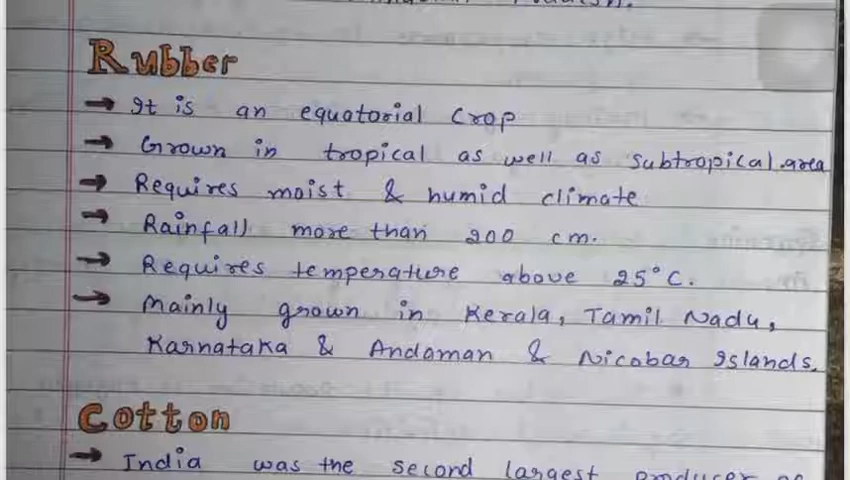 Rubber
→ It is an equatorial crop
→ Grown in tropical as well as subtropical area
→ Requires moist & humid climate
→ Rainfall more than 200 cm.
→ Requires temperature above 25°C.
→ Mainly grown in Kerala, Tamil Nadu,
Karnataka & Andaman & Nicobar Islands.
Cotton
→ India was the second largest producer